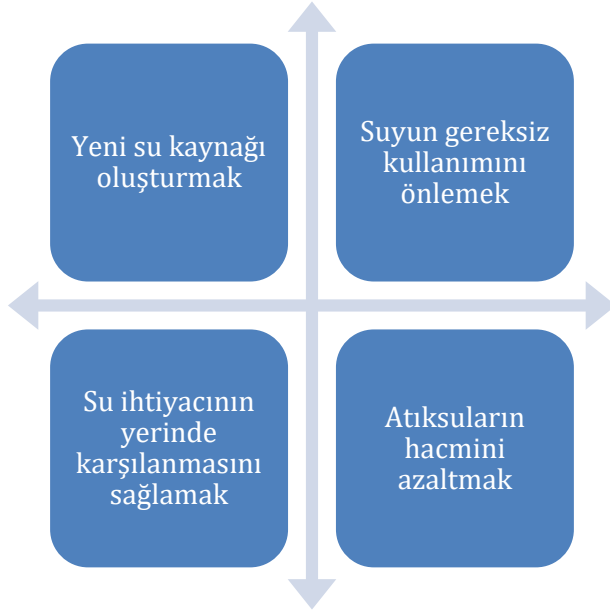 Yeni su kaynağı
oluşturmak
Suyun gereksiz
kullanımını
önlemek
Su ihtiyacının
yerinde
karşılanmasını
sağlamak
Atıksuların
hacmini
azaltmak